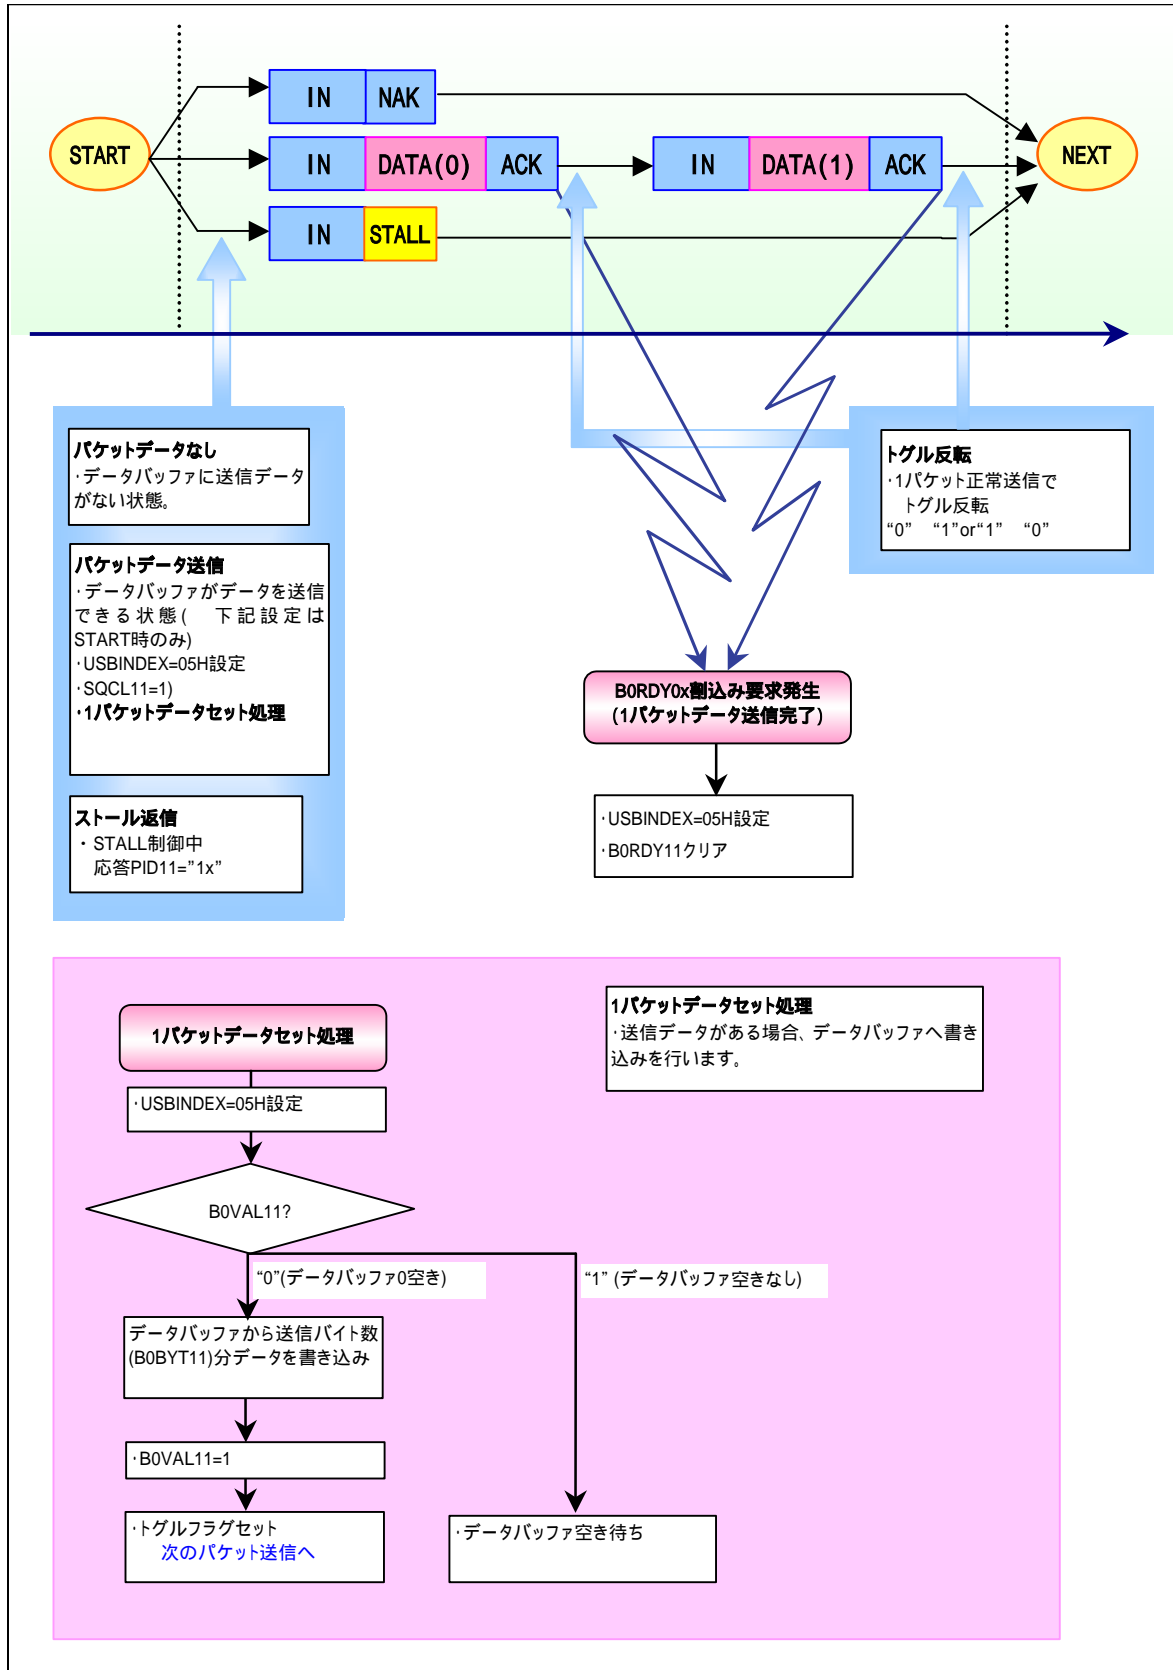 IN NAK
START
IN DATA(0) ACK
IN DATA(1) ACK
NEXT
IN STALL
パケットデータなし
・データバッファに送信データ
がない状態。
パケットデータ送信
・データバッファがデータを送信
できる状態( 下記設定は
START時のみ)
・USBINDEX=05H設定
・SQCL11=1)
・1パケットデータセット処理
ストール返信
・STALL制御中
応答PID11="1x"
トグル反転
・1パケット正常送信で
トグル反転
“0” “1”or“1” “0”
B0RDY0x割込み要求発生
(1パケットデータ送信完了)
・USBINDEX=05H設定
・B0RDY11クリア
1パケットデータセット処理
・送信データがある場合、データバッファへ書き
込みを行います。
1パケットデータセット処理
・USBINDEX=05H設定
B0VAL11?
“0”(データバッファ0空き)
“1” (データバッファ空きなし)
データバッファから送信バイト数
(B0BYT11)分データを書き込み
・B0VAL11=1
・トグルフラグセット
次のパケット送信へ
・データバッファ空き待ち